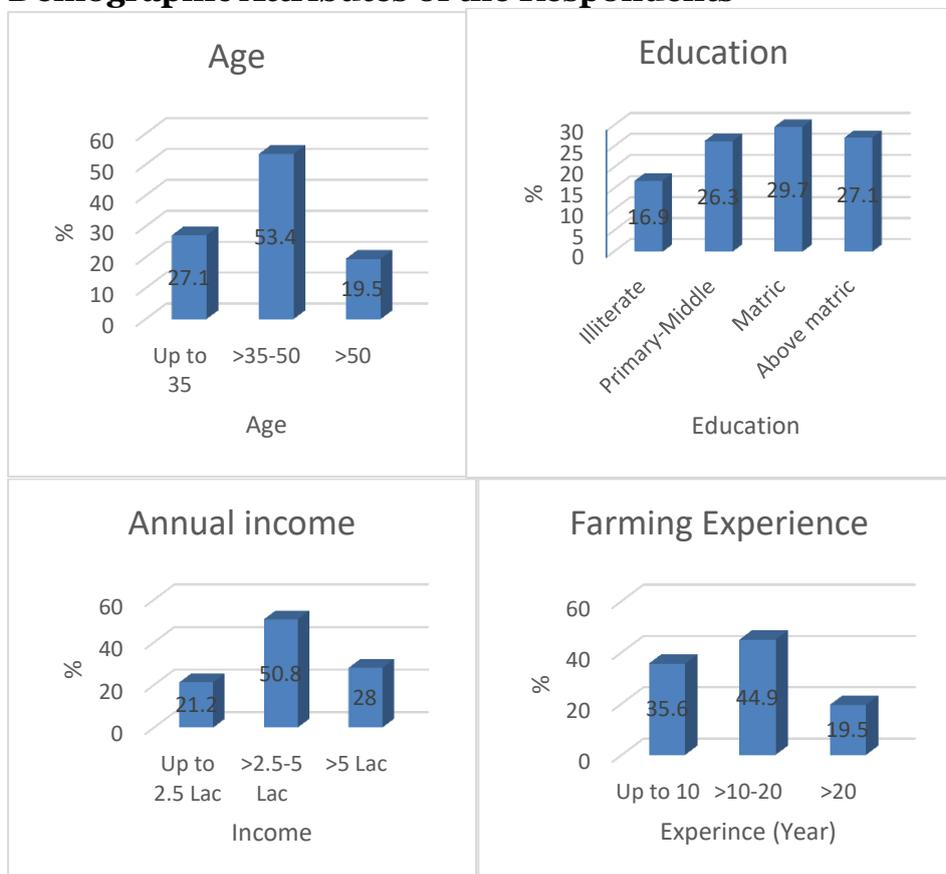 Demographic Attributes of the Respondents
Age
%
60
50
40
30
20
10
0
27.1
53.4
19.5
Up to
35
>35-50
>50
Age
Education
%
30
25
20
15
10
5
0
16.9
26.3
29.7
27.1
Illiterate
Primary-Middle
Matric
Above matric
Education
Annual income
%
60
40
20
0
21.2
50.8
28
Up to
2.5 Lac
>2.5-5
Lac
>5 Lac
Income
Farming Experience
%
60
40
20
0
35.6
44.9
19.5
Up to 10
>10-20
>20
Experince (Year)